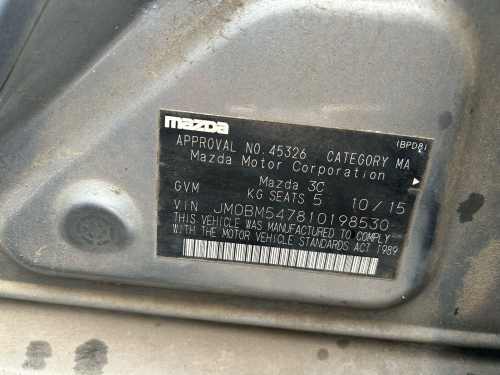 mazda
(BPD8)
APPROVAL NO.45326 CATEGORY MA
Mazda Motor Corporation
Mazda 3C
GVM KG SEATS 5 10/15
VIN JM0BM547810198530
THIS VEHICLE WAS MANUFACTURED TO COMPLY
WITH THE MOTOR VEHICLE STANDARDS ACT 1989